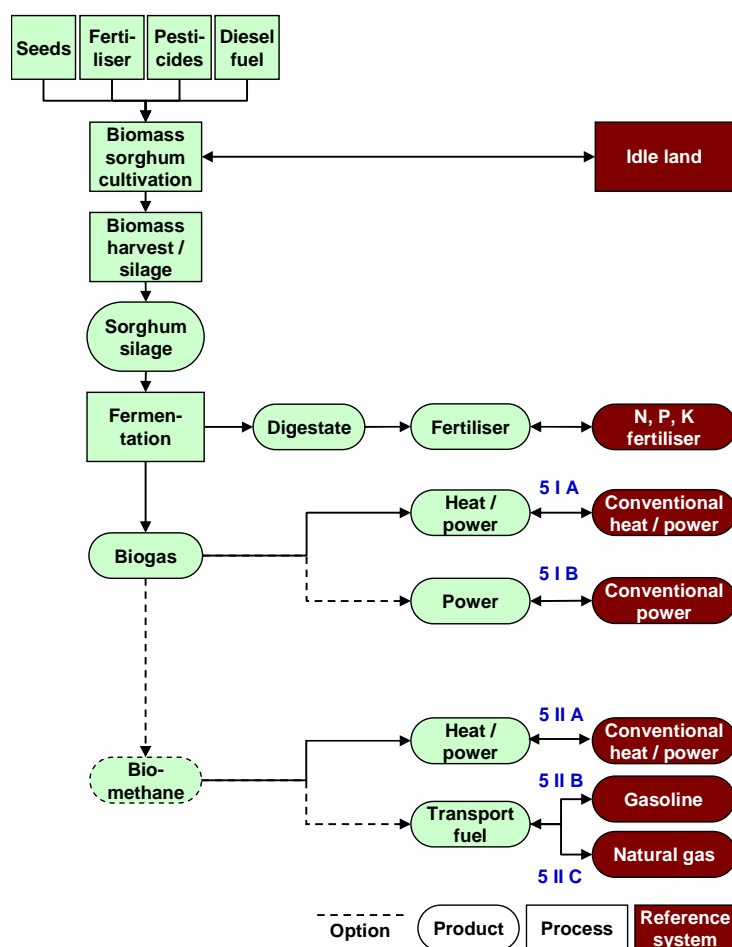 Seeds
Ferti-
liser
Pesti-
cides
Diesel
fuel
Biomass
sorghum
cultivation
Idle land
Biomass
harvest /
silage
Sorghum
silage
Fermen-
tation
Digestate
Fertiliser
N, P, K
fertiliser
5 I A
Heat /
power
Conventional
heat / power
Biogas
5 I B
Power
Conventional
power
5 II A
Heat /
power
Conventional
heat / power
Bio-
methane
5 II B
Transport
fuel
Gasoline
Natural gas
5 II C
Option
Product
Process
Reference
system